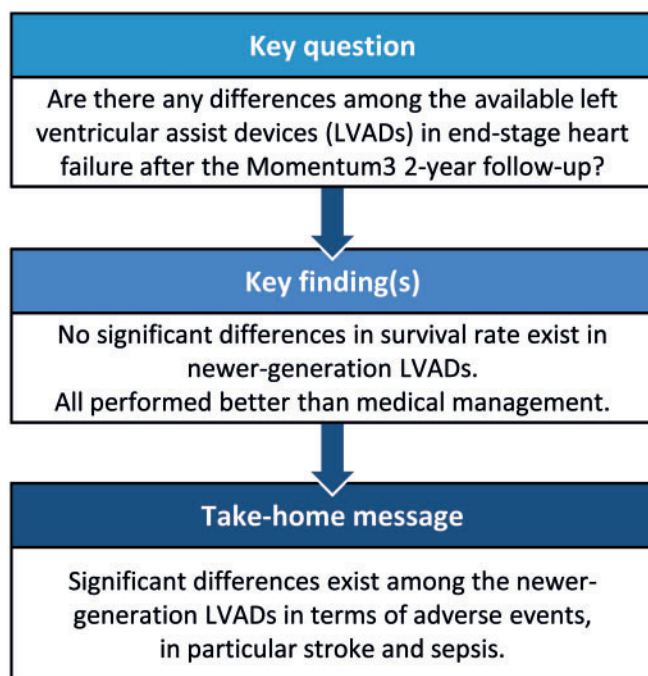 Key question
Are there any differences among the available left
ventricular assist devices (LVADs) in end-stage heart
failure after the Momentum3 2-year follow-up?
Key finding(s)
No significant differences in survival rate exist in
newer-generation LVADs.
All performed better than medical management.
Take-home message
Significant differences exist among the newer-
generation LVADs in terms of adverse events,
in particular stroke and sepsis.